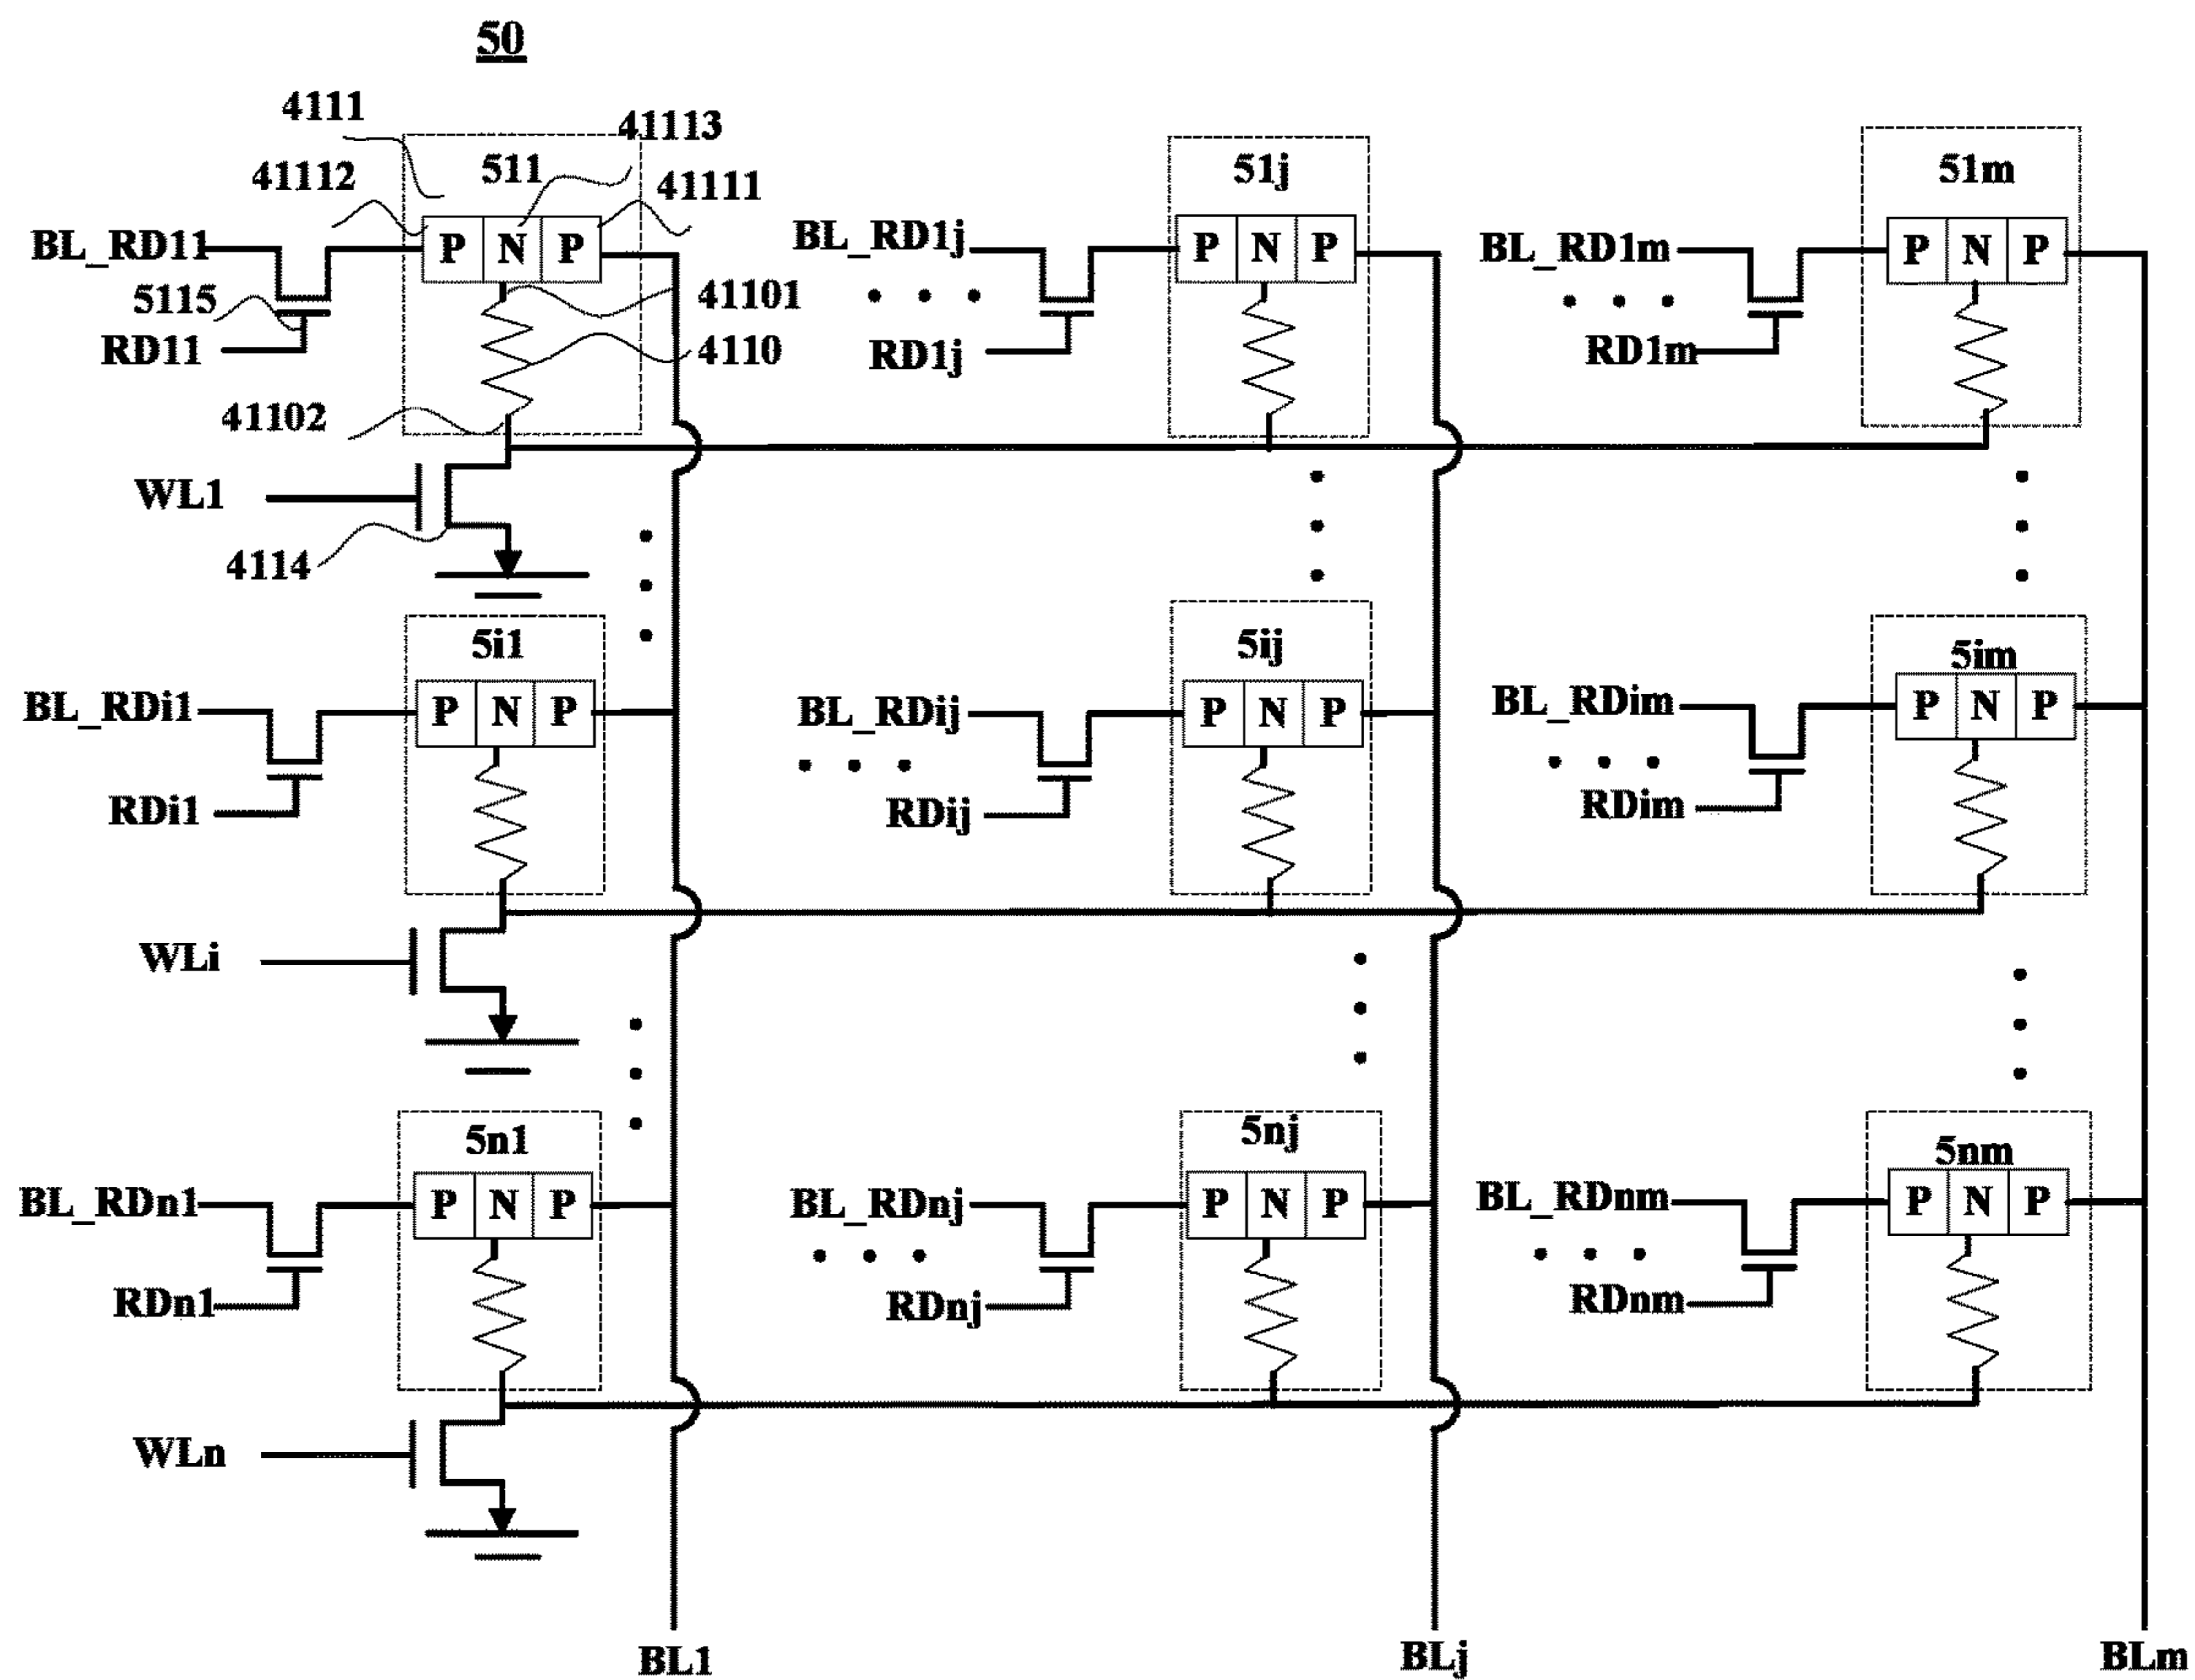 50
4111
41113
41112
511
41111
51j
51m
BL_RD11
P N P
BL_RD1j
P N P
BL_RD1m
P N P
5115
41101
RD11
4110
RD1j
RD1m
41102
WL1
4114
5i1
5ij
5im
BL_RDi1
P N P
BL_RDij
P N P
BL_RDim
P N P
RDi1
RDij
RDim
WLi
5n1
5nj
5nm
BL_RDn1
P N P
BL_RDnj
P N P
BL_RDnm
P N P
RDn1
RDnj
RDnm
WLn
BL1
BLj
BLm